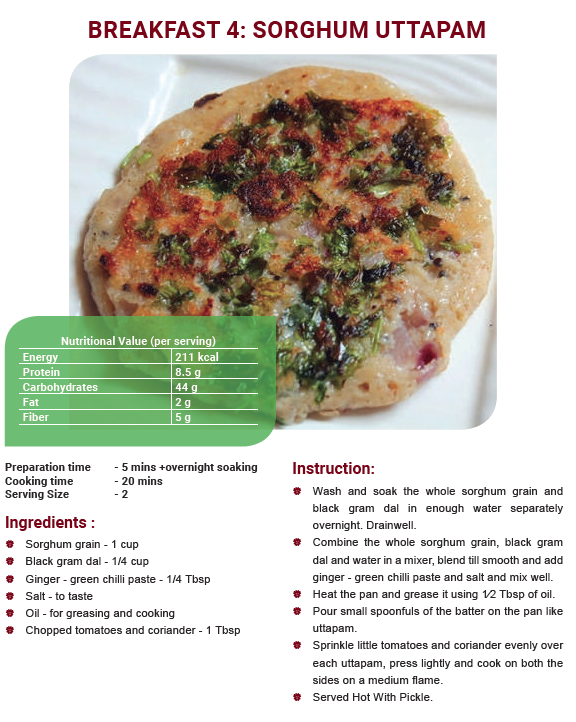 BREAKFAST 4: SORGHUM UTTAPAM
Nutritional Value (per serving)
Energy 211 kcal
Protein 8.5 g
Carbohydrates 44 g
Fat 2 g
Fiber 5 g
Preparation time - 5 mins +overnight soaking
Cooking time - 20 mins
Serving Size - 2
Ingredients :
Sorghum grain - 1 cup
Black gram dal - 1/4 cup
Ginger - green chilli paste - 1/4 Tbsp
Salt - to taste
Oil - for greasing and cooking
Chopped tomatoes and coriander - 1 Tbsp
Instruction:
Wash and soak the whole sorghum grain and
black gram dal in enough water separately
overnight. Drainwell.
Combine the whole sorghum grain, black gram
dal and water in a mixer, blend till smooth and add
ginger - green chilli paste and salt and mix well.
Heat the pan and grease it using 1⁄2 Tbsp of oil.
Pour small spoonfuls of the batter on the pan like
uttapam.
Sprinkle little tomatoes and coriander evenly over
each uttapam, press lightly and cook on both the
sides on a medium flame.
Served Hot With Pickle.